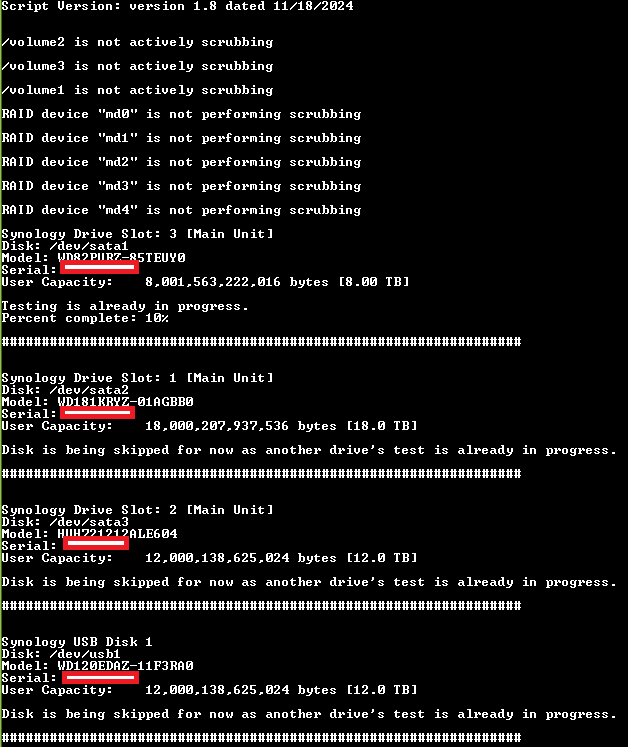 Script Version: version 1.8 dated 11/18/2024
/volume2 is not actively scrubbing
/volume3 is not actively scrubbing
/volume1 is not actively scrubbing
RAID device "md0" is not performing scrubbing
RAID device "md1" is not performing scrubbing
RAID device "md2" is not performing scrubbing
RAID device "md3" is not performing scrubbing
RAID device "md4" is not performing scrubbing
Synology Drive Slot: 3 [Main Unit]
Disk: /dev/sata1
Model: WD82PURZ-85TEUY0
Serial:
User Capacity:    8,001,563,222,016 bytes [8.00 TB]
Testing is already in progress.
Percent complete: 10%
#################################################################
Synology Drive Slot: 1 [Main Unit]
Disk: /dev/sata2
Model: WD181KRYZ-01AGBB0
Serial:
User Capacity:    18,000,207,937,536 bytes [18.0 TB]
Disk is being skipped for now as another drive's test is already in progress.
#################################################################
Synology Drive Slot: 2 [Main Unit]
Disk: /dev/sata3
Model: HUH721212ALE604
Serial:
User Capacity:    12,000,138,625,024 bytes [12.0 TB]
Disk is being skipped for now as another drive's test is already in progress.
#################################################################
Synology USB Disk 1
Disk: /dev/usb1
Model: WD120EDAZ-11F3RA0
Serial:
User Capacity:    12,000,138,625,024 bytes [12.0 TB]
Disk is being skipped for now as another drive's test is already in progress.
#################################################################